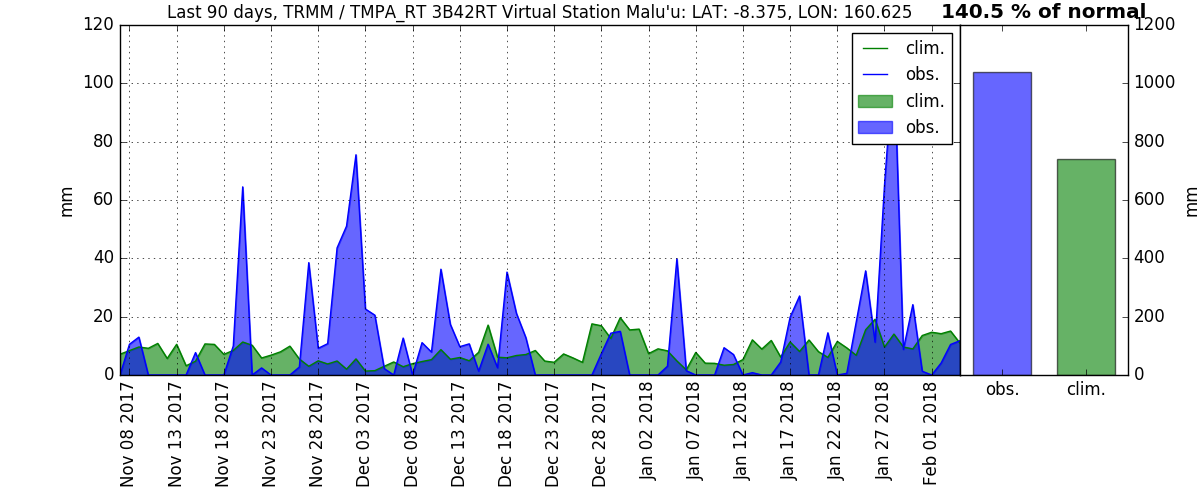 Last 90 days, TRMM / TMPA_RT 3B42RT Virtual Station Malu'u: LAT: -8.375, LON: 160.625
140.5 % of normal
120
100
80
60
40
20
0
mm
clim.
obs.
clim.
obs.
Nov 08 2017
Nov 13 2017
Nov 18 2017
Nov 23 2017
Nov 28 2017
Dec 03 2017
Dec 08 2017
Dec 13 2017
Dec 18 2017
Dec 23 2017
Dec 28 2017
Jan 02 2018
Jan 07 2018
Jan 12 2018
Jan 17 2018
Jan 22 2018
Jan 27 2018
Feb 01 2018
1200
1000
800
600
400
200
0
mm
obs.
clim.